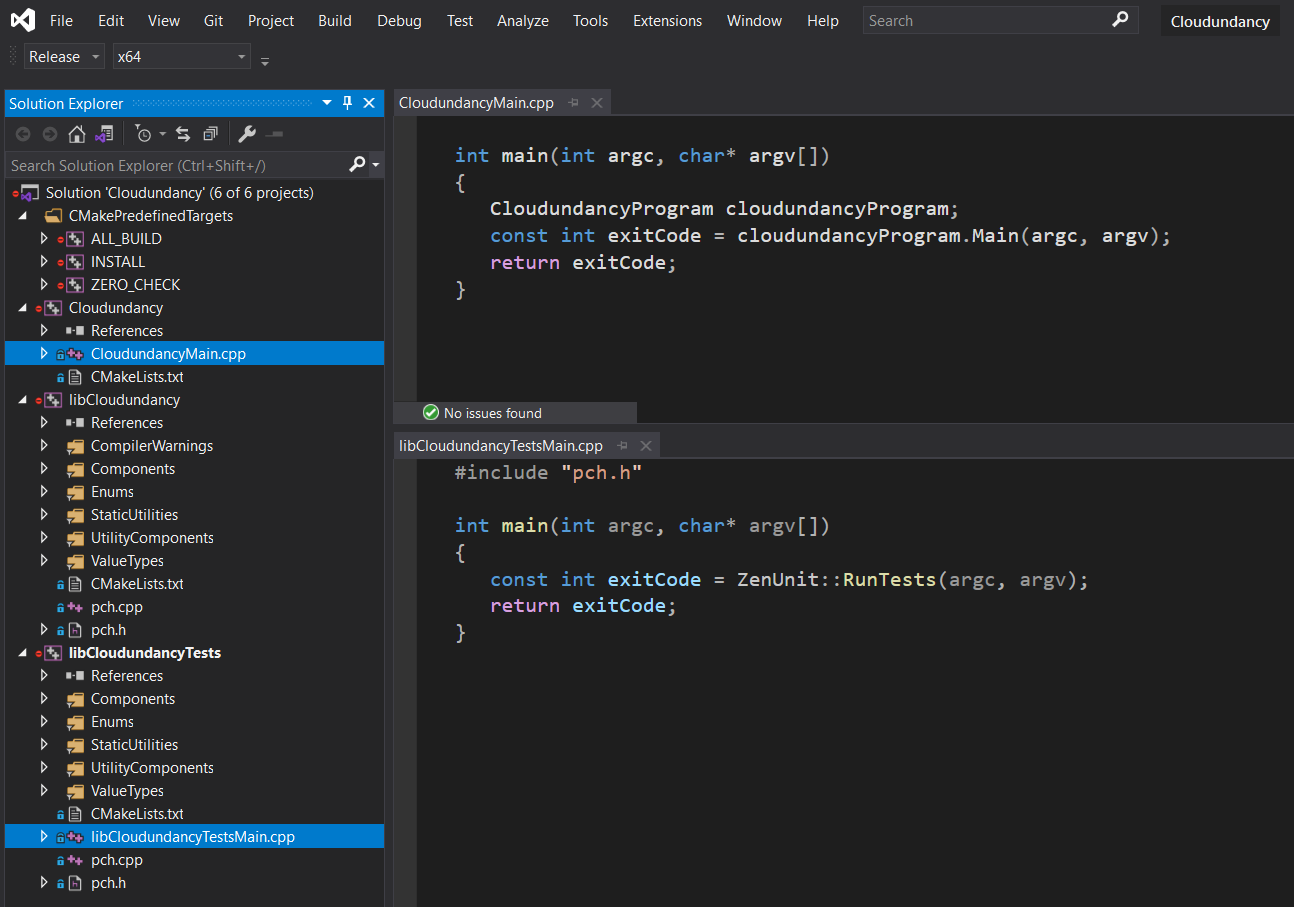 File Edit View Git Project Build Debug Test Analyze Tools Extensions Window Help Search Cloudundancy
Release x64
Solution Explorer
Search Solution Explorer (Ctrl+Shift+/)
Solution 'Cloudundancy' (6 of 6 projects)
CMakePredefinedTargets
ALL_BUILD
INSTALL
ZERO_CHECK
Cloudundancy
References
CloudundancyMain.cpp
CMakeLists.txt
libCloudundancy
References
CompilerWarnings
Components
Enums
StaticUtilities
UtilityComponents
ValueTypes
CMakeLists.txt
pch.cpp
pch.h
libCloudundancyTests
References
Components
Enums
StaticUtilities
UtilityComponents
ValueTypes
CMakeLists.txt
libCloudundancyTestsMain.cpp
pch.cpp
pch.h
CloudundancyMain.cpp
int main(int argc, char* argv[])
{
CloudundancyProgram cloudundancyProgram;
const int exitCode = cloudundancyProgram.Main(argc, argv);
return exitCode;
}
No issues found
libCloudundancyTestsMain.cpp
#include "pch.h"
int main(int argc, char* argv[])
{
const int exitCode = ZenUnit::RunTests(argc, argv);
return exitCode;
}